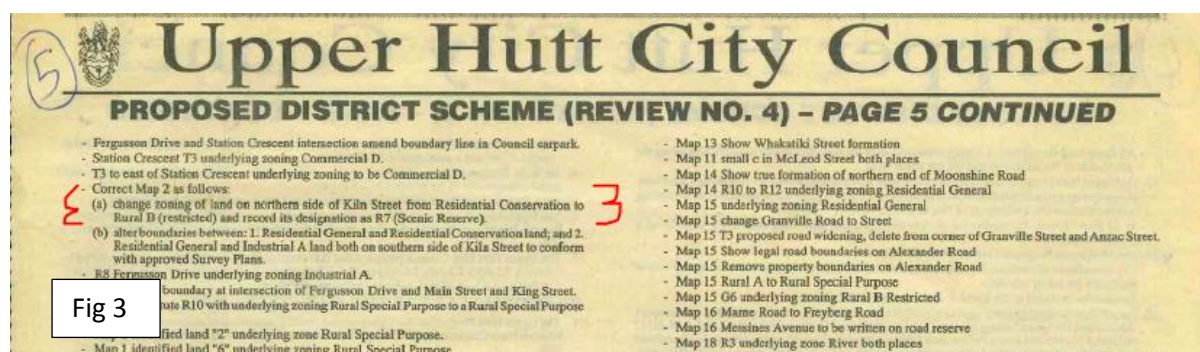 5
Upper Hutt City Council
PROPOSED DISTRICT SCHEME (REVIEW NO. 4) – PAGE 5 CONTINUED
- Fergusson Drive and Station Crescent intersection amend boundary line in Council carpark.
- Station Crescent T3 underlying zoning Commercial D.
- T3 to east of Station Crescent underlying zoning to be Commercial D.
- Correct Map 2 as follows:
(a) change zoning of land on northern side of Kiln Street from Residential Conservation to
Rural B (restricted) and record its designation as R7 (Scenic Reserve).
(b) alter boundaries between: 1. Residential General and Residential Conservation land; and 2.
Residential General and Industrial A land both on southern side of Kiln Street to conform
with approved Survey Plans.
- R8 Fergusson Drive underlying zoning Industrial A.
boundary at intersection of Fergusson Drive and Main Street and King Street.
R10 with underlying zoning Rural Special Purpose to a Rural Special Purpose
land "2" underlying zone Rural Special Purpose.
- Map 1 identified land "6" underlying zoning Rural Special Purpose.
Fig 3
- Map 13 Show Whakatiki Street formation
- Map 11 small c in McLeod Street both places
- Map 14 Show true formation of northern end of Moonshine Road
- Map 14 R10 to R12 underlying zoning Residential General
- Map 15 underlying zoning Residential General
- Map 15 change Granville Road to Street
- Map 15 T3 proposed road widening, delete from corner of Granville Street and Anzac Street.
- Map 15 Show legal road boundaries on Alexander Road
- Map 15 Remove property boundaries on Alexander Road
- Map 15 Rural A to Rural Special Purpose
- Map 15 G6 underlying zoning Rural B Restricted
- Map 16 Marne Road to Freyberg Road
- Map 16 Messines Avenue to be written on road reserve
- Map 18 R3 underlying zone River both places